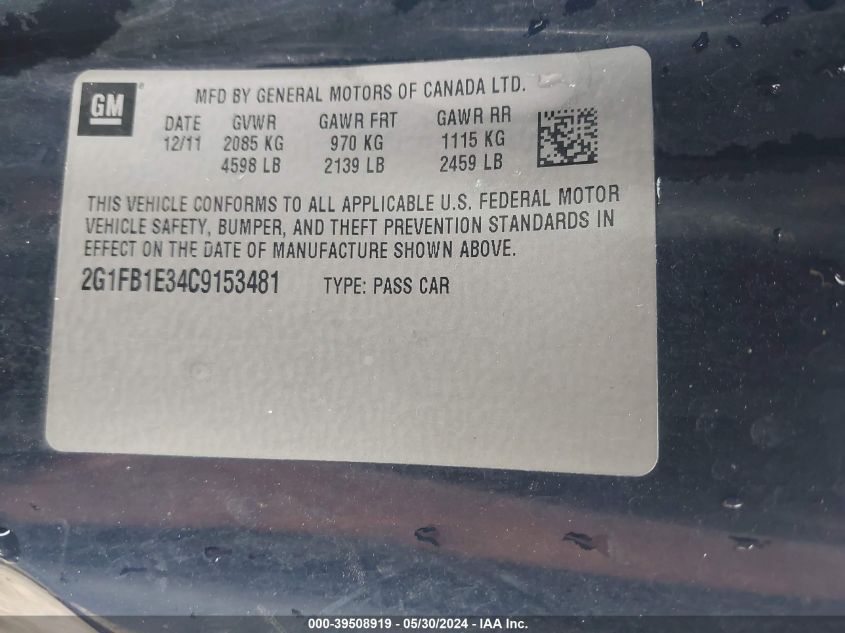 GM
MFD BY GENERAL MOTORS OF CANADA LTD.
DATE GVWR GAWR FRT GAWR RR
12/11 2085 KG 970 KG 1115 KG
4598 LB 2139 LB 2459 LB
THIS VEHICLE CONFORMS TO ALL APPLICABLE U.S. FEDERAL MOTOR
VEHICLE SAFETY, BUMPER, AND THEFT PREVENTION STANDARDS IN
EFFECT ON THE DATE OF MANUFACTURE SHOWN ABOVE.
2G1FB1E34C9153481 TYPE: PASS CAR
000-39508919 / 05/30/2024 - IAA Inc.